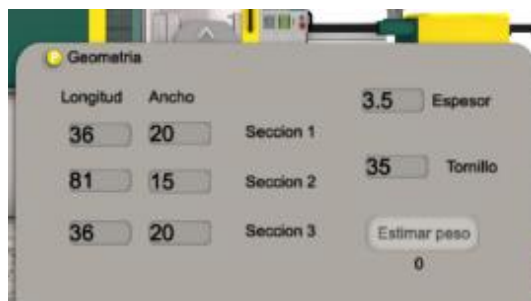 Geometria
Longitud Ancho
3.5 Espesor
36 20 Seccion 1
35 Tornillo
81 15 Seccion 2
36 20 Seccion 3
Estimar peso
0